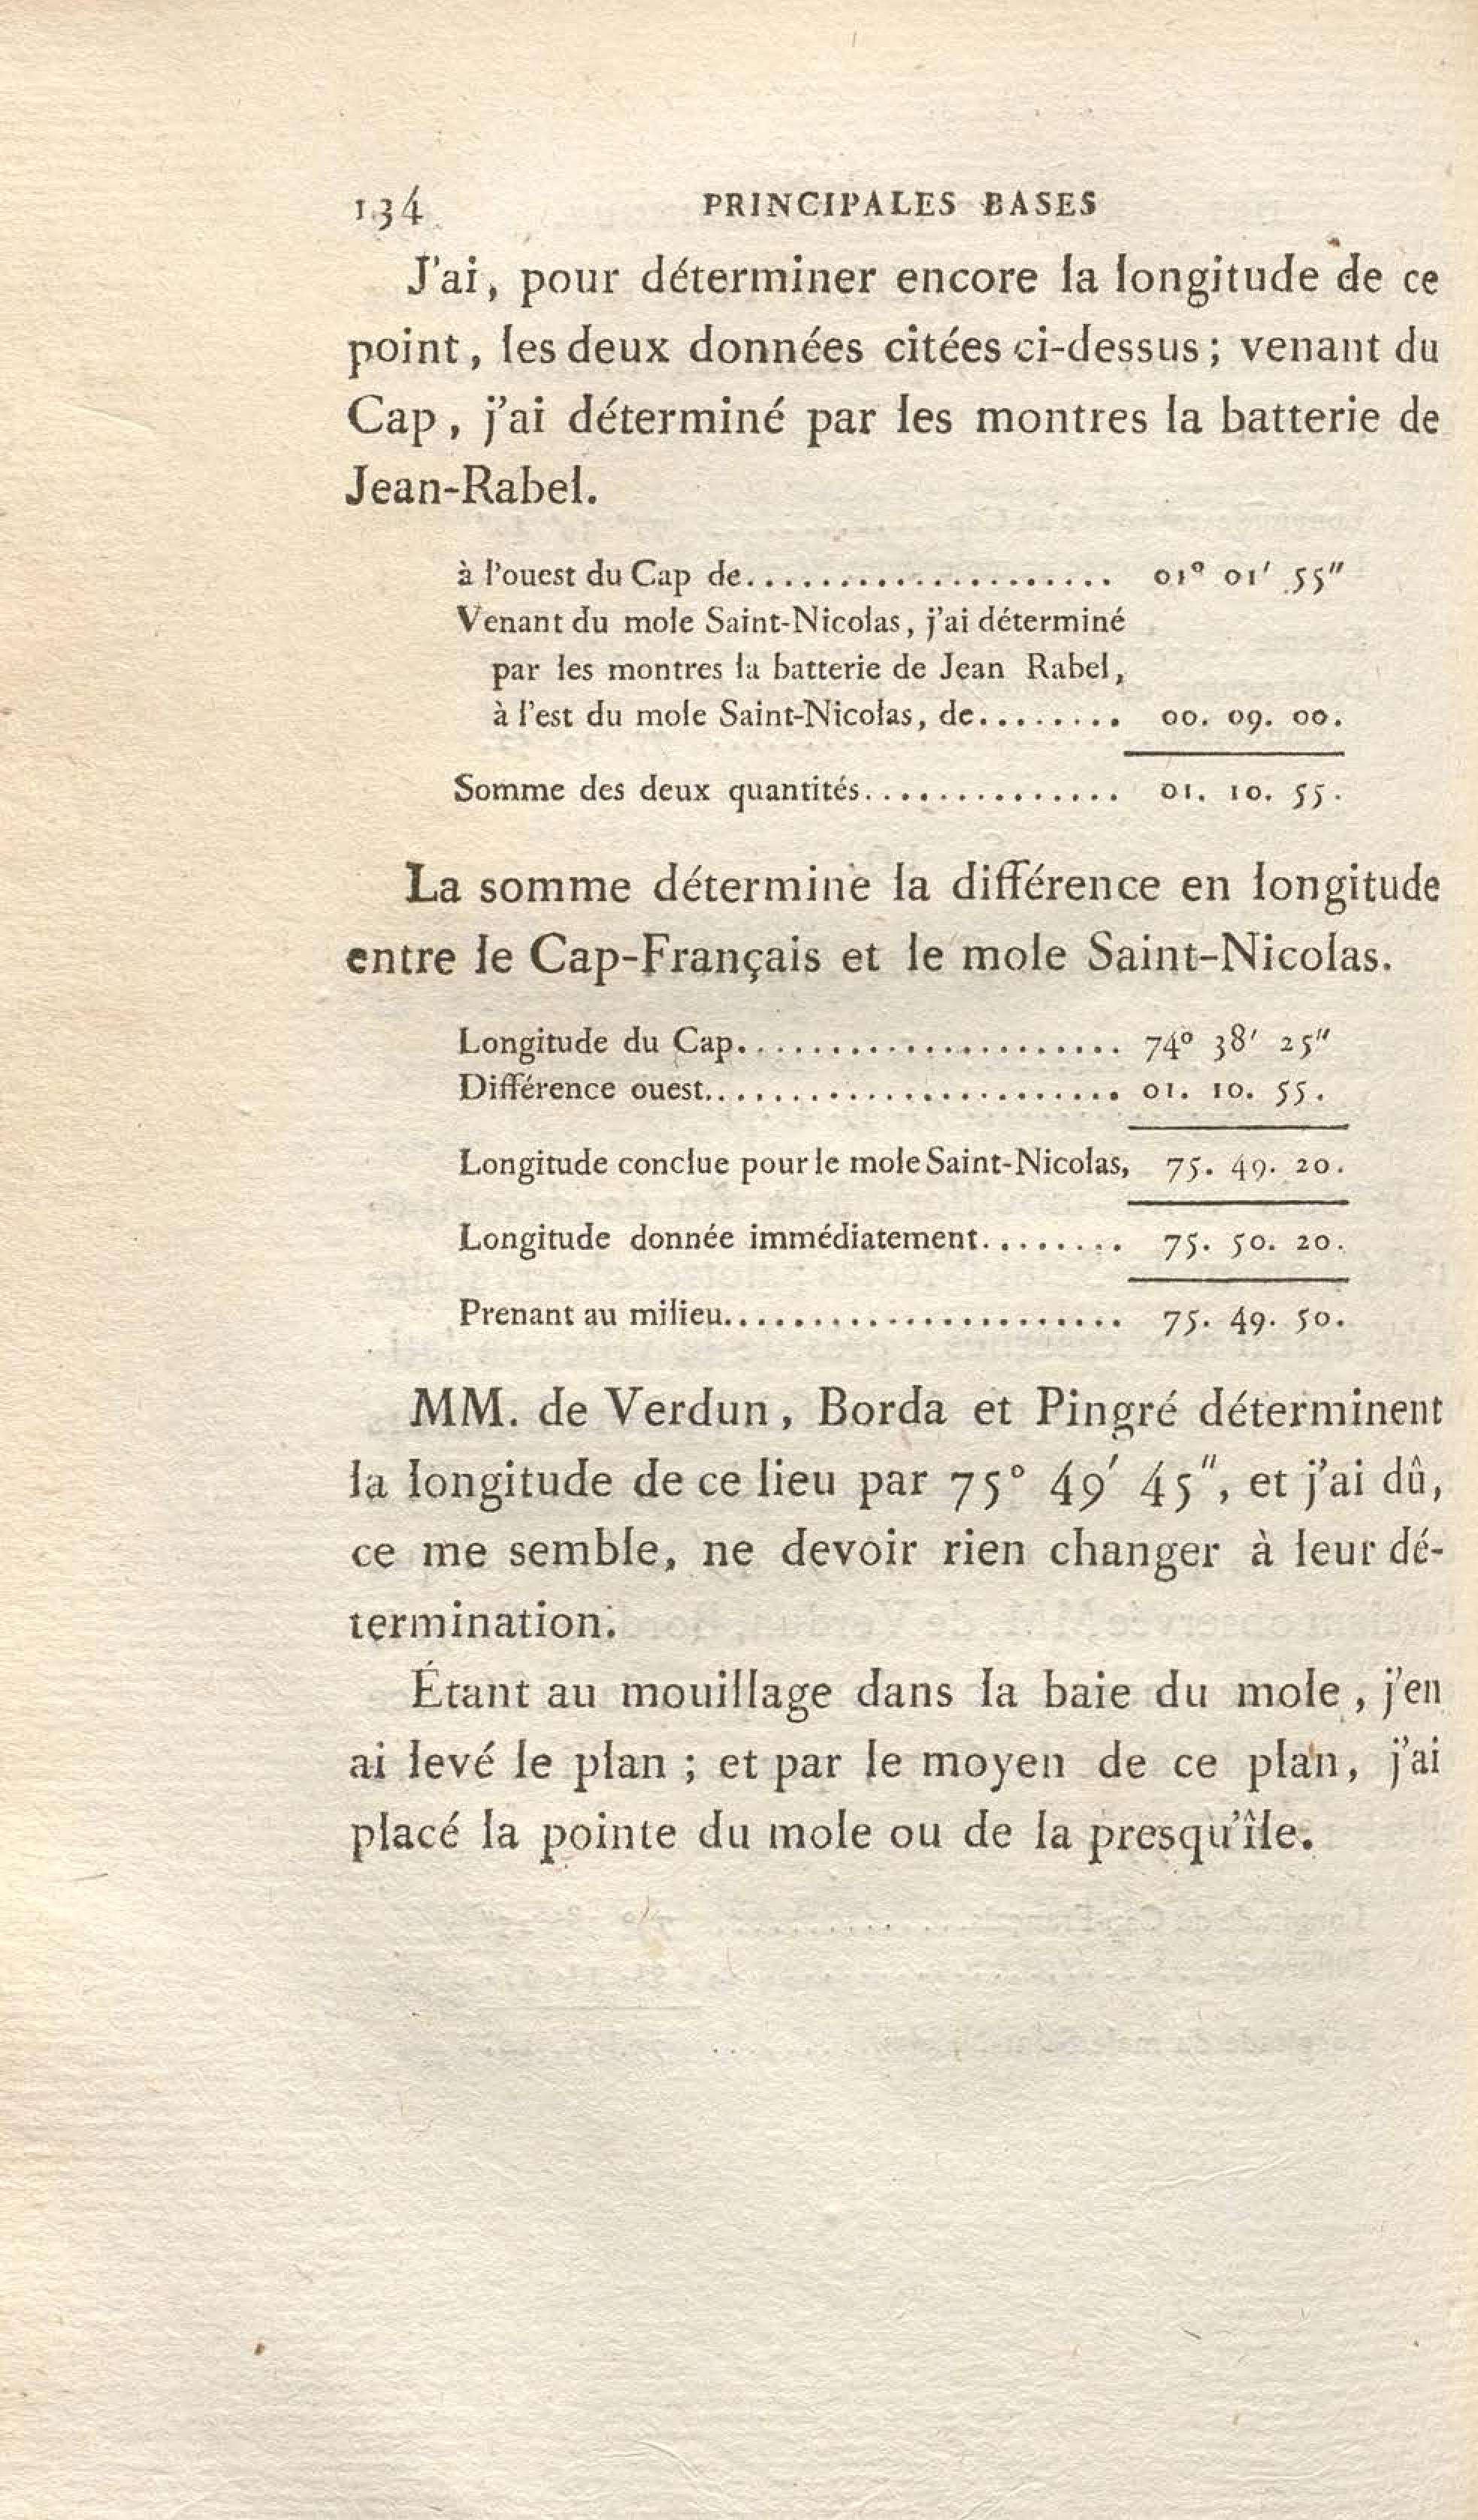 134 PRINCIPALES BASES
J'ai, pour déterminer encore la longitude de ce
point, les deux données citées ci-dessus; venant du
Cap, j'ai déterminé par les montres la batterie de
Jean-Rabel.
à l'ouest du Cap de.................... 01° 01' 55"
Venant du mole Saint-Nicolas, j'ai déterminé
par les montres la batterie de Jean Rabel,
à l'est du mole Saint-Nicolas, de........ 00. 09. 00.
Somme des deux quantités.............. 01. 10. 55.
La somme détermine la différence en longitude
entre le Cap-Français et le mole Saint-Nicolas.
Longitude du Cap..................... 74° 38' 25"
Différence ouest....................... 01. 10. 55.
Longitude conclue pour le mole Saint-Nicolas, 75. 49. 20.
Longitude donnée immédiatement........ 75. 50. 20.
Prenant au milieu...................... 75. 49. 50.
MM. de Verdun, Borda et Pingré déterminent
la longitude de ce lieu par 75° 49' 45", et j'ai dû,
ce me semble, ne devoir rien changer à leur dé-
termination.
Étant au mouillage dans la baie du mole, j'en
ai levé le plan; et par le moyen de ce plan, j'ai
placé la pointe du mole ou de la presqu'île.